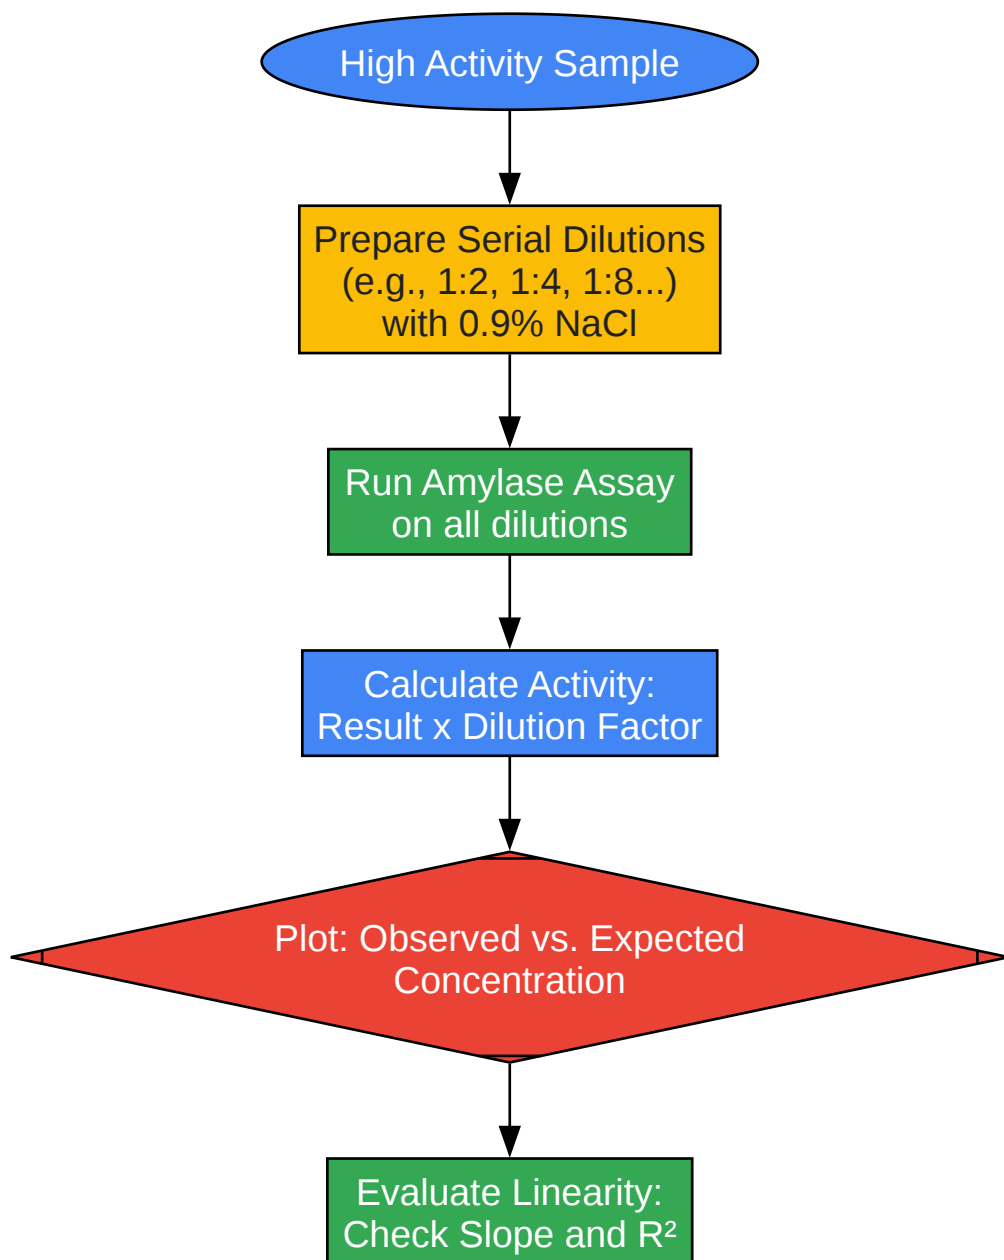 High Activity Sample
Prepare Serial Dilutions
(e.g., 1:2, 1:4, 1:8...)
with 0.9% NaCl
Run Amylase Assay
on all dilutions
Calculate Activity:
Result x Dilution Factor
Plot: Observed vs. Expected
Concentration
Evaluate Linearity:
Check Slope and R²